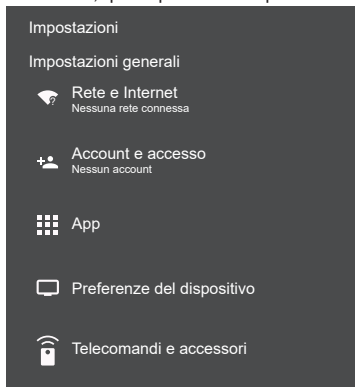 Impostazioni
Impostazioni generali
Rete e Internet
Nessuna rete connessa
Account e accesso
Nessun account
App
Preferenze del dispositivo
Telecomandi e accessori